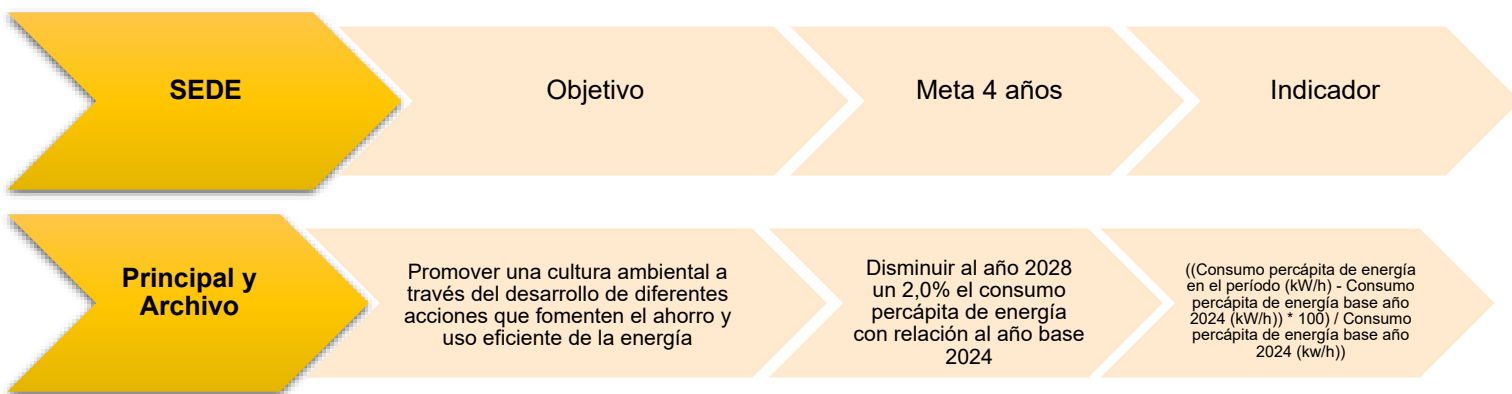 SEDE
Objetivo
Meta 4 años
Indicador
Principal y
Archivo
Promover una cultura ambiental a
través del desarrollo de diferentes
acciones que fomenten el ahorro y
uso eficiente de la energía
Disminuir al año 2028
un 2,0% el consumo
percápita de energía
con relación al año base
2024
((Consumo percápita de energía
en el período (kW/h) - Consumo
percápita de energía base año
2024 (kW/h)) * 100) / Consumo
percápita de energía base año
2024 (kw/h))